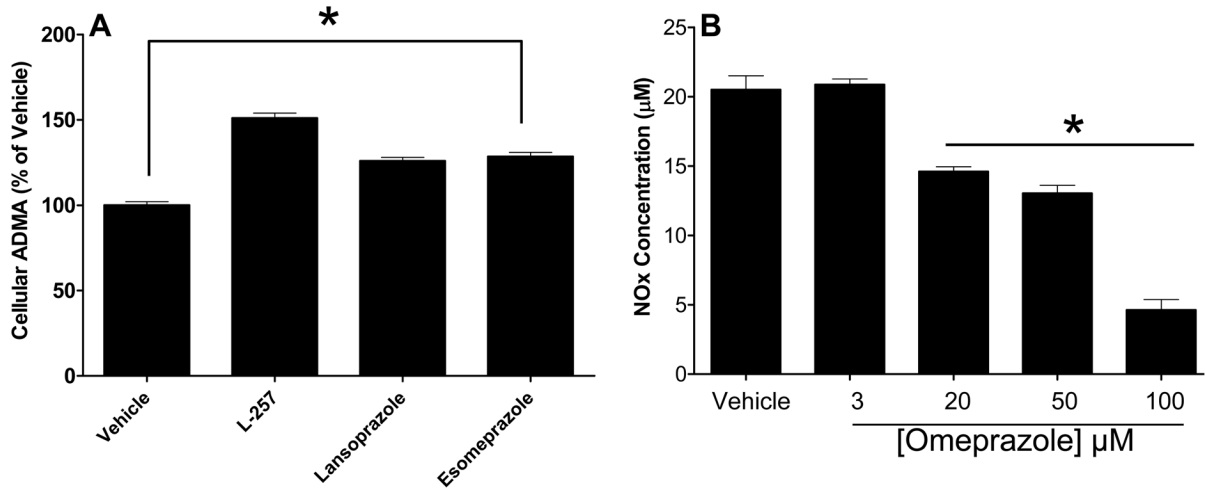 A
*
Cellular ADMA (% of Vehicle)
200
150
100
50
0
Vehicle
L-257
Lansoprazole
Esomeprazole
B
*
NOx Concentration (μM)
25
20
15
10
5
0
Vehicle 3 20 50 100
[Omeprazole] μM